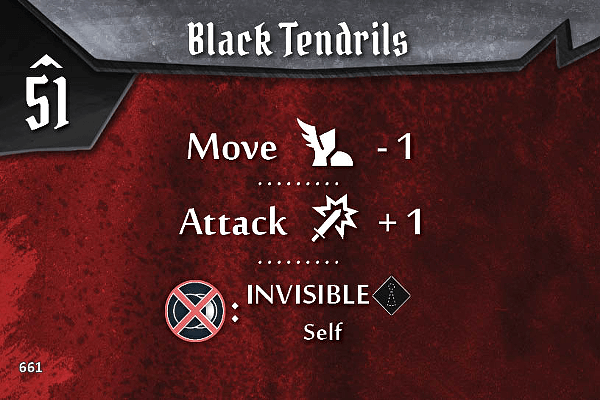 Black Tendrils
51
Move - 1
Attack + 1
: INVISIBLE
Self
661